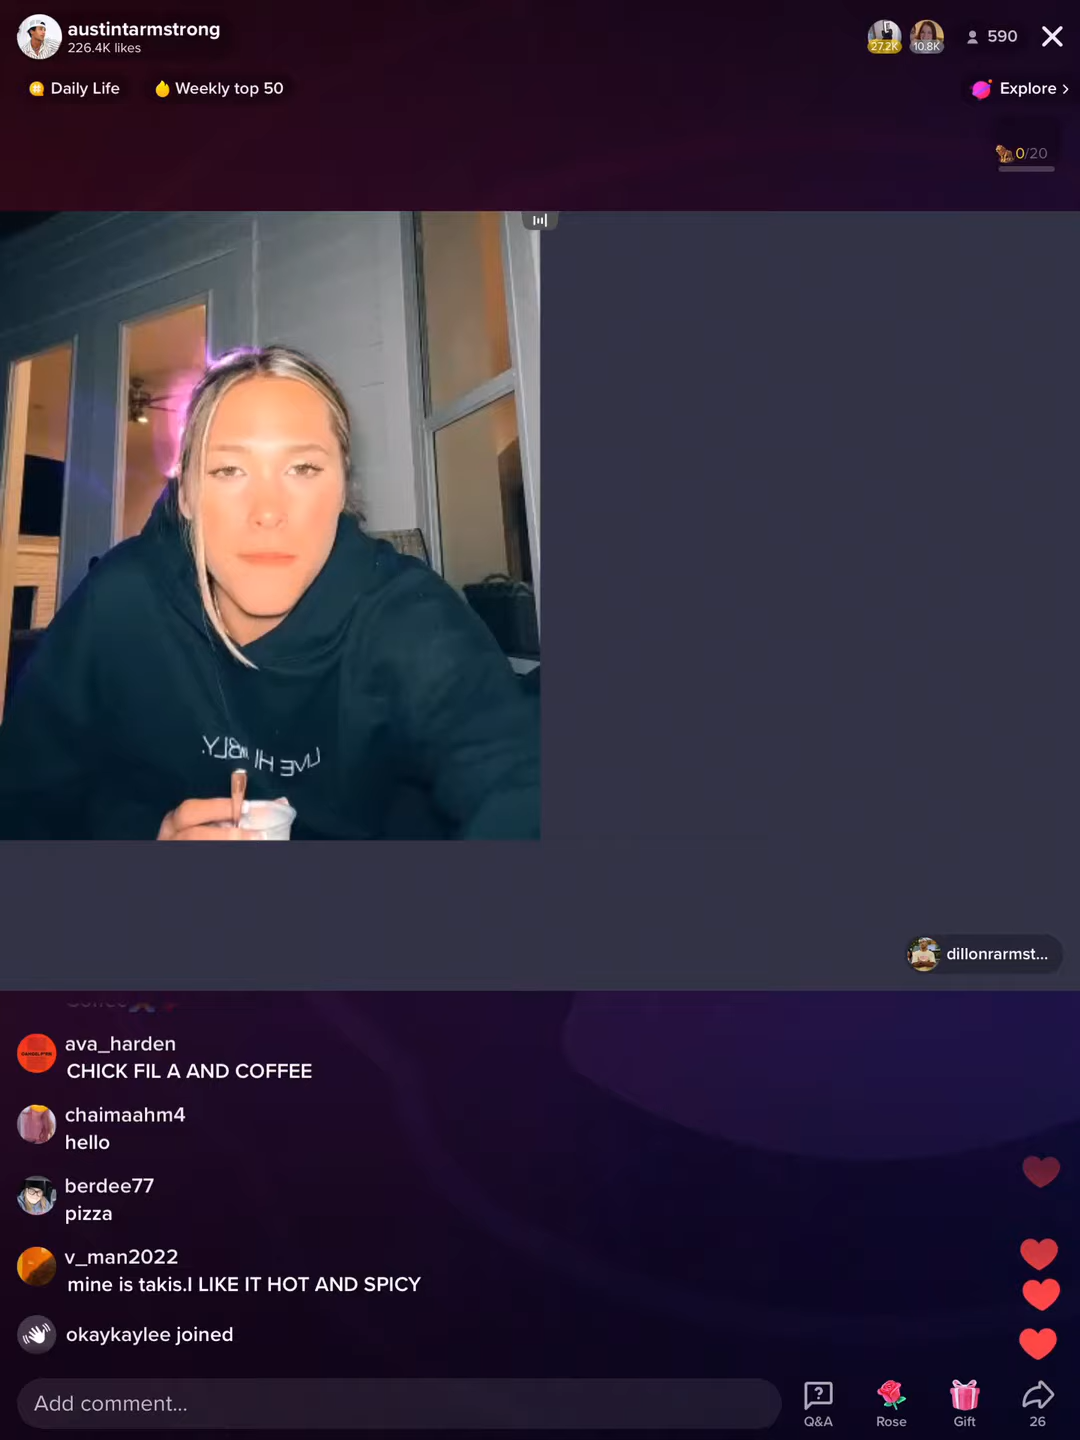 austintarmstrong
226.4K likes
27.2K
10.8K
590
Daily Life
Weekly top 50
Explore
0/20
LIVE HUMBLY.
dillonrarmst...
ava_harden
CHICK FIL A AND COFFEE
chaimaahm4
hello
berdee77
pizza
v_man2022
mine is takis.I LIKE IT HOT AND SPICY
okaykaylee joined
Add comment...
Q&A
Rose
Gift
26